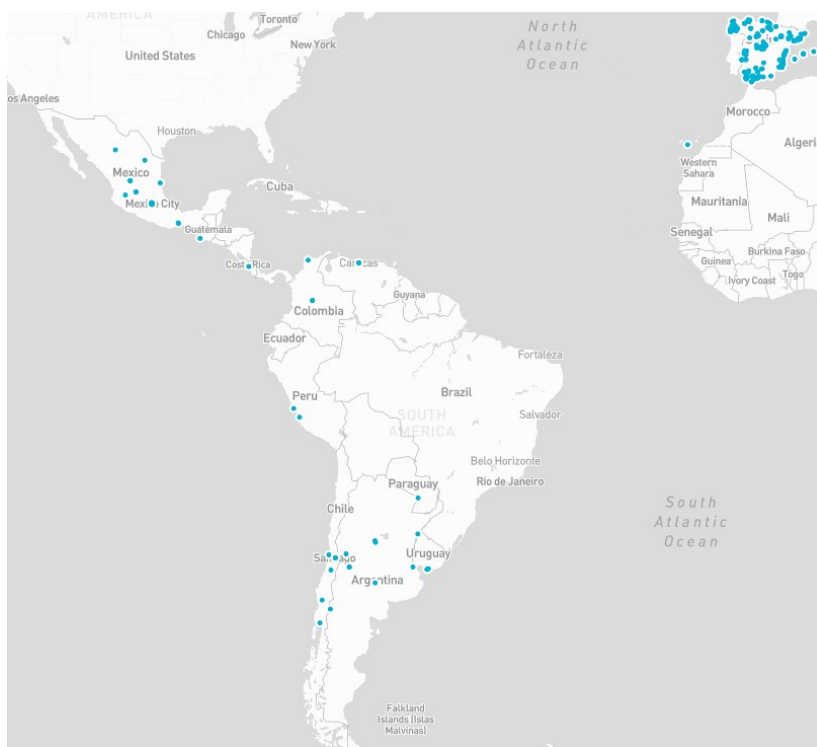 AMERICA
Toronto
Chicago
New York
United States
os Angeles
Houston
North
Atlantic
Ocean
Mexico
Cuba
Mexico City
Guatemala
Costa Rica
Caracas
Guyana
Colombia
Ecuador
Peru
Brazil
Fortaleza
Salvador
SOUTH
AMERICA
Belo Horizonte
Rio de Janeiro
Paraguay
Chile
Santiago
Uruguay
Argentina
Falkland
Islands (Islas
Malvinas)
South
Atlantic
Ocean
Morocco
Algeri
Western
Sahara
Mauritania
Mali
Senegal
Burkina Faso
Guinea
Togo
Ivory Coast